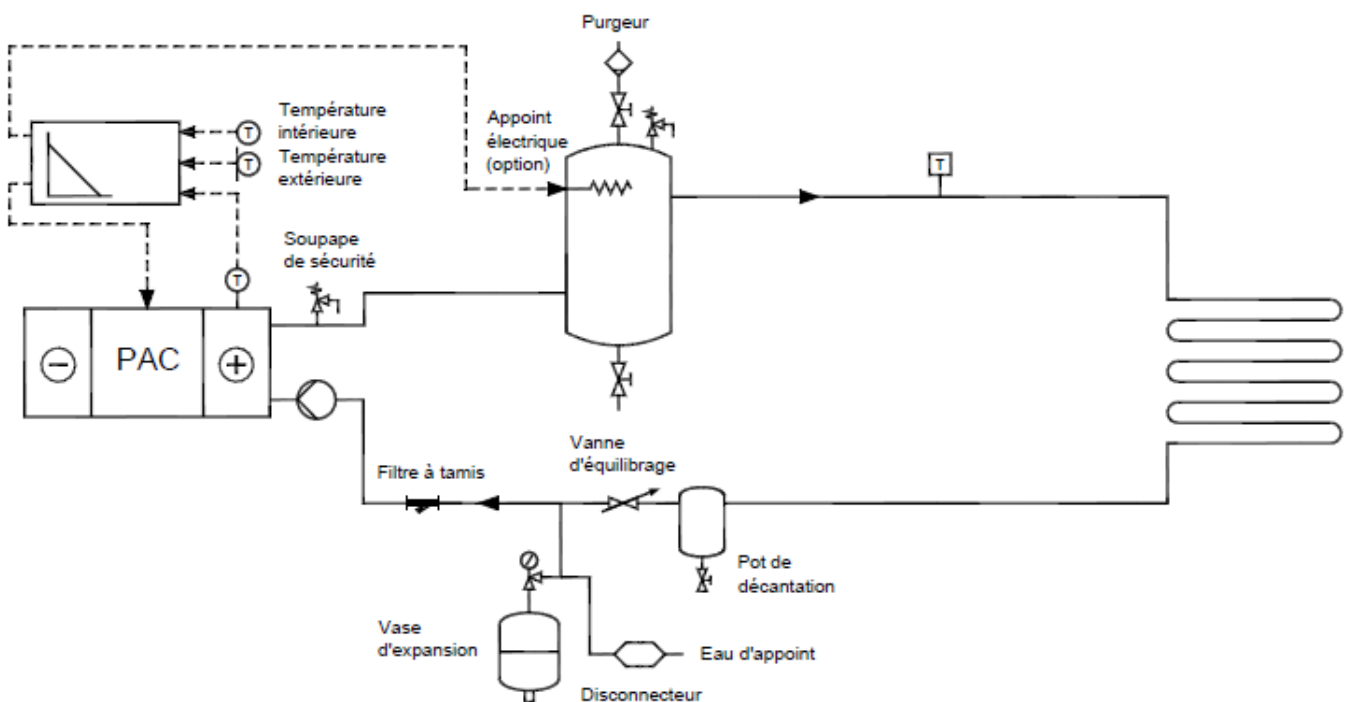 Purgeur
Température
intérieure
Température
extérieure
T
T
Appoint
électrique
(option)
T
Soupape
de sécurité
T
PAC
Vanne
d'équilibrage
Filtre à tamis
Pot de
décantation
Vase
d'expansion
Eau d'appoint
Disconnecteur